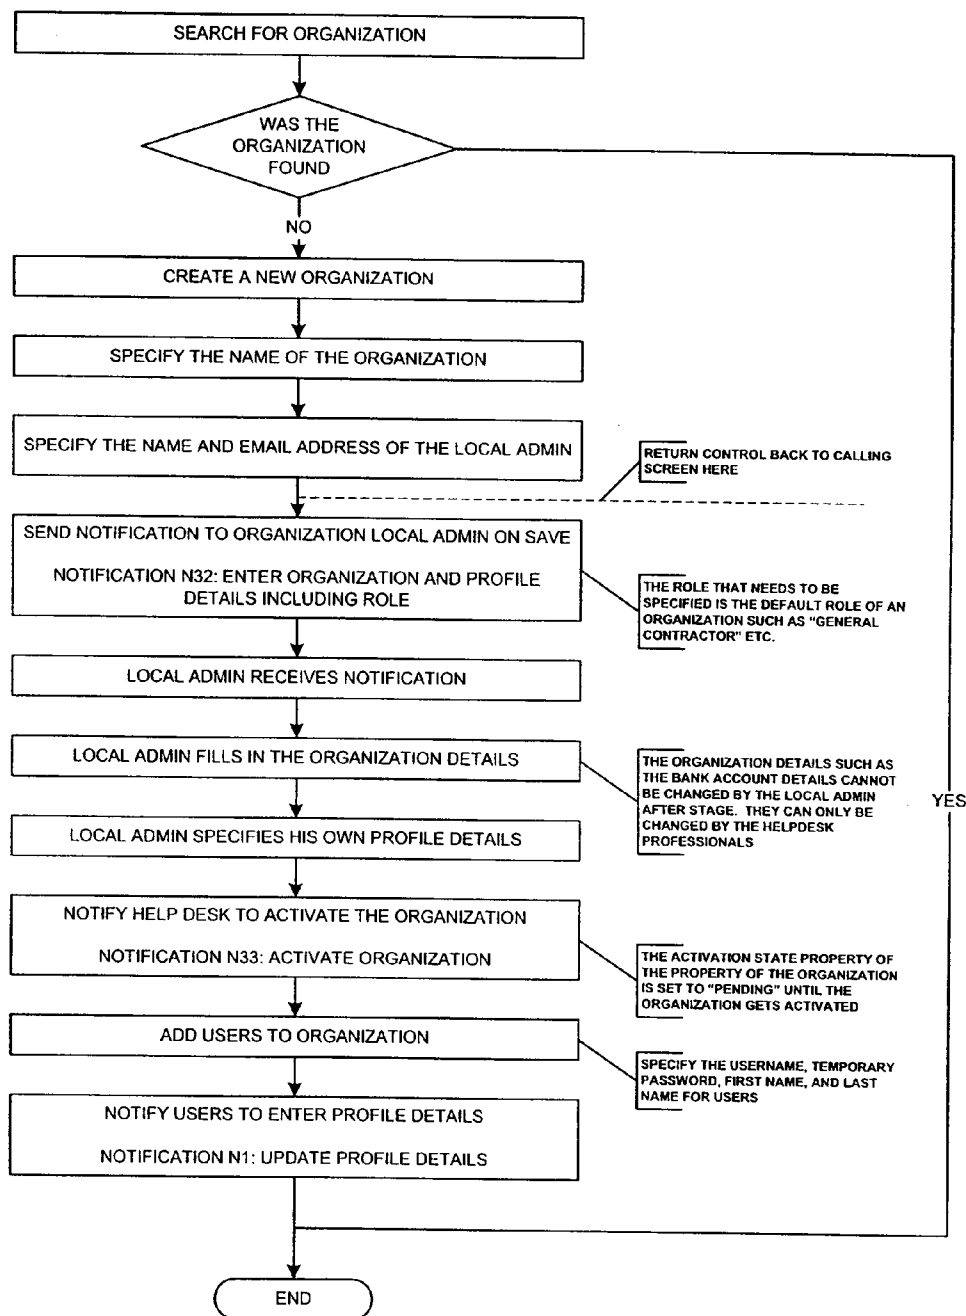 SEARCH FOR ORGANIZATION
WAS THE
ORGANIZATION
FOUND
NO
CREATE A NEW ORGANIZATION
SPECIFY THE NAME OF THE ORGANIZATION
SPECIFY THE NAME AND EMAIL ADDRESS OF THE LOCAL ADMIN
RETURN CONTROL BACK TO CALLING
SCREEN HERE
SEND NOTIFICATION TO ORGANIZATION LOCAL ADMIN ON SAVE
NOTIFICATION N32: ENTER ORGANIZATION AND PROFILE
DETAILS INCLUDING ROLE
THE ROLE THAT NEEDS TO BE
SPECIFIED IS THE DEFAULT ROLE OF AN
ORGANIZATION SUCH AS "GENERAL
CONTRACTOR" ETC.
LOCAL ADMIN RECEIVES NOTIFICATION
LOCAL ADMIN FILLS IN THE ORGANIZATION DETAILS
THE ORGANIZATION DETAILS SUCH AS
THE BANK ACCOUNT DETAILS CANNOT
BE CHANGED BY THE LOCAL ADMIN
AFTER STAGE. THEY CAN ONLY BE
CHANGED BY THE HELPDESK
PROFESSIONALS
YES
LOCAL ADMIN SPECIFIES HIS OWN PROFILE DETAILS
NOTIFY HELP DESK TO ACTIVATE THE ORGANIZATION
NOTIFICATION N33: ACTIVATE ORGANIZATION
THE ACTIVATION STATE PROPERTY OF
THE PROPERTY OF THE ORGANIZATION
IS SET TO "PENDING" UNTIL THE
ORGANIZATION GETS ACTIVATED
ADD USERS TO ORGANIZATION
SPECIFY THE USERNAME, TEMPORARY
PASSWORD, FIRST NAME, AND LAST
NAME FOR USERS
NOTIFY USERS TO ENTER PROFILE DETAILS
NOTIFICATION N1: UPDATE PROFILE DETAILS
END